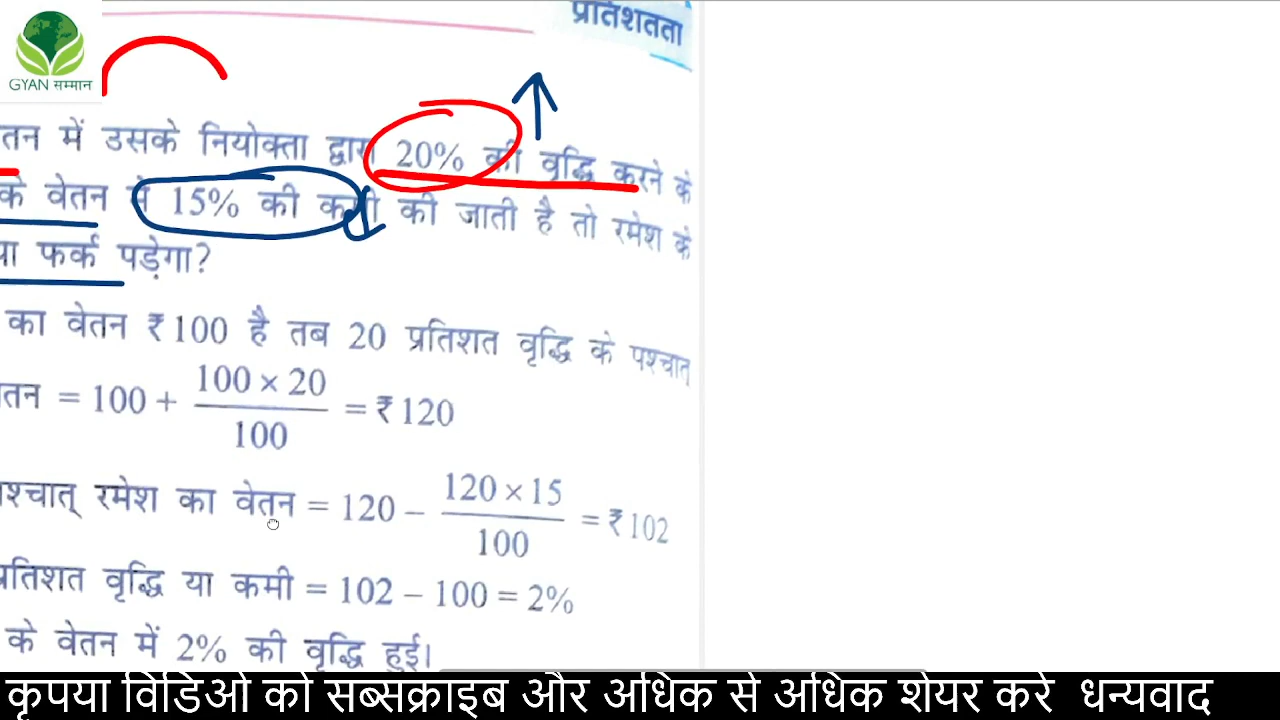 प्रतिशतता
GYAN सम्मान
तन में उसके नियोक्ता द्वारा 20% की वृद्धि करने के
के वेतन में 15% की कमी की जाती है तो रमेश के
या फर्क पड़ेगा?
का वेतन ₹ 100 है तब 20 प्रतिशत वृद्धि के पश्चात्
तन = 100 + 100 × 20 / 100 = ₹ 120
श्चात् रमेश का वेतन = 120 − 120 × 15 / 100 = ₹ 102
प्रतिशत वृद्धि या कमी = 102 − 100 = 2%
के वेतन में 2% की वृद्धि हुई।
कृपया विडिओ को सब्सक्राइब और अधिक से अधिक शेयर करे धन्यवाद